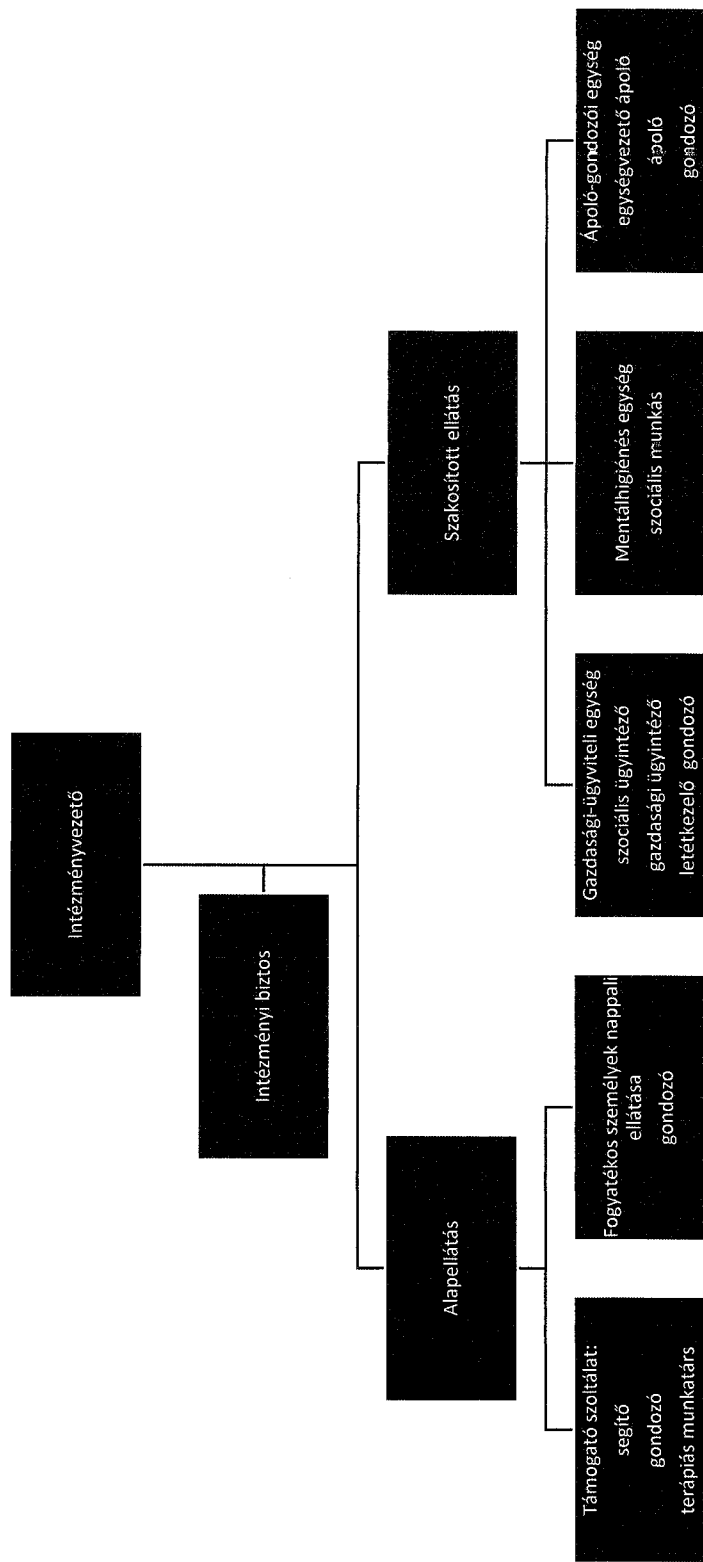 Intézményvezető
Intézményi biztos
Alapellátás
Szakosított ellátás
Támogató szoltálat:
segítő
gondozó
terápiás munkatárs
Fogyatékos személyek nappali
ellátása
gondozó
Gazdasági-ügyviteli egység
szociális ügyintéző
gazdasági ügyintéző
letétkezelő gondozó
Mentálhigiénés egység
szociális munkás
Ápoló-gondozói egység
egységvezető ápoló
ápoló
gondozó